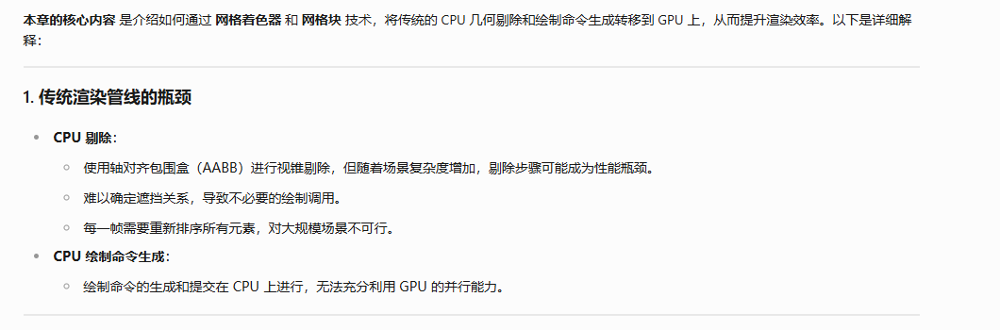 本章的核心内容 是介绍如何通过 网格着色器 和 网格块 技术，将传统的 CPU 几何剔除和绘制命令生成转移到 GPU 上，从而提升渲染效率。以下是详细解
释：
1. 传统渲染管线的瓶颈
CPU 剔除：
使用轴对齐包围盒（AABB）进行视锥剔除，但随着场景复杂度增加，剔除步骤可能成为性能瓶颈。
难以确定遮挡关系，导致不必要的绘制调用。
每一帧需要重新排序所有元素，对大规模场景不可行。
CPU 绘制命令生成：
绘制命令的生成和提交在 CPU 上进行，无法充分利用 GPU 的并行能力。